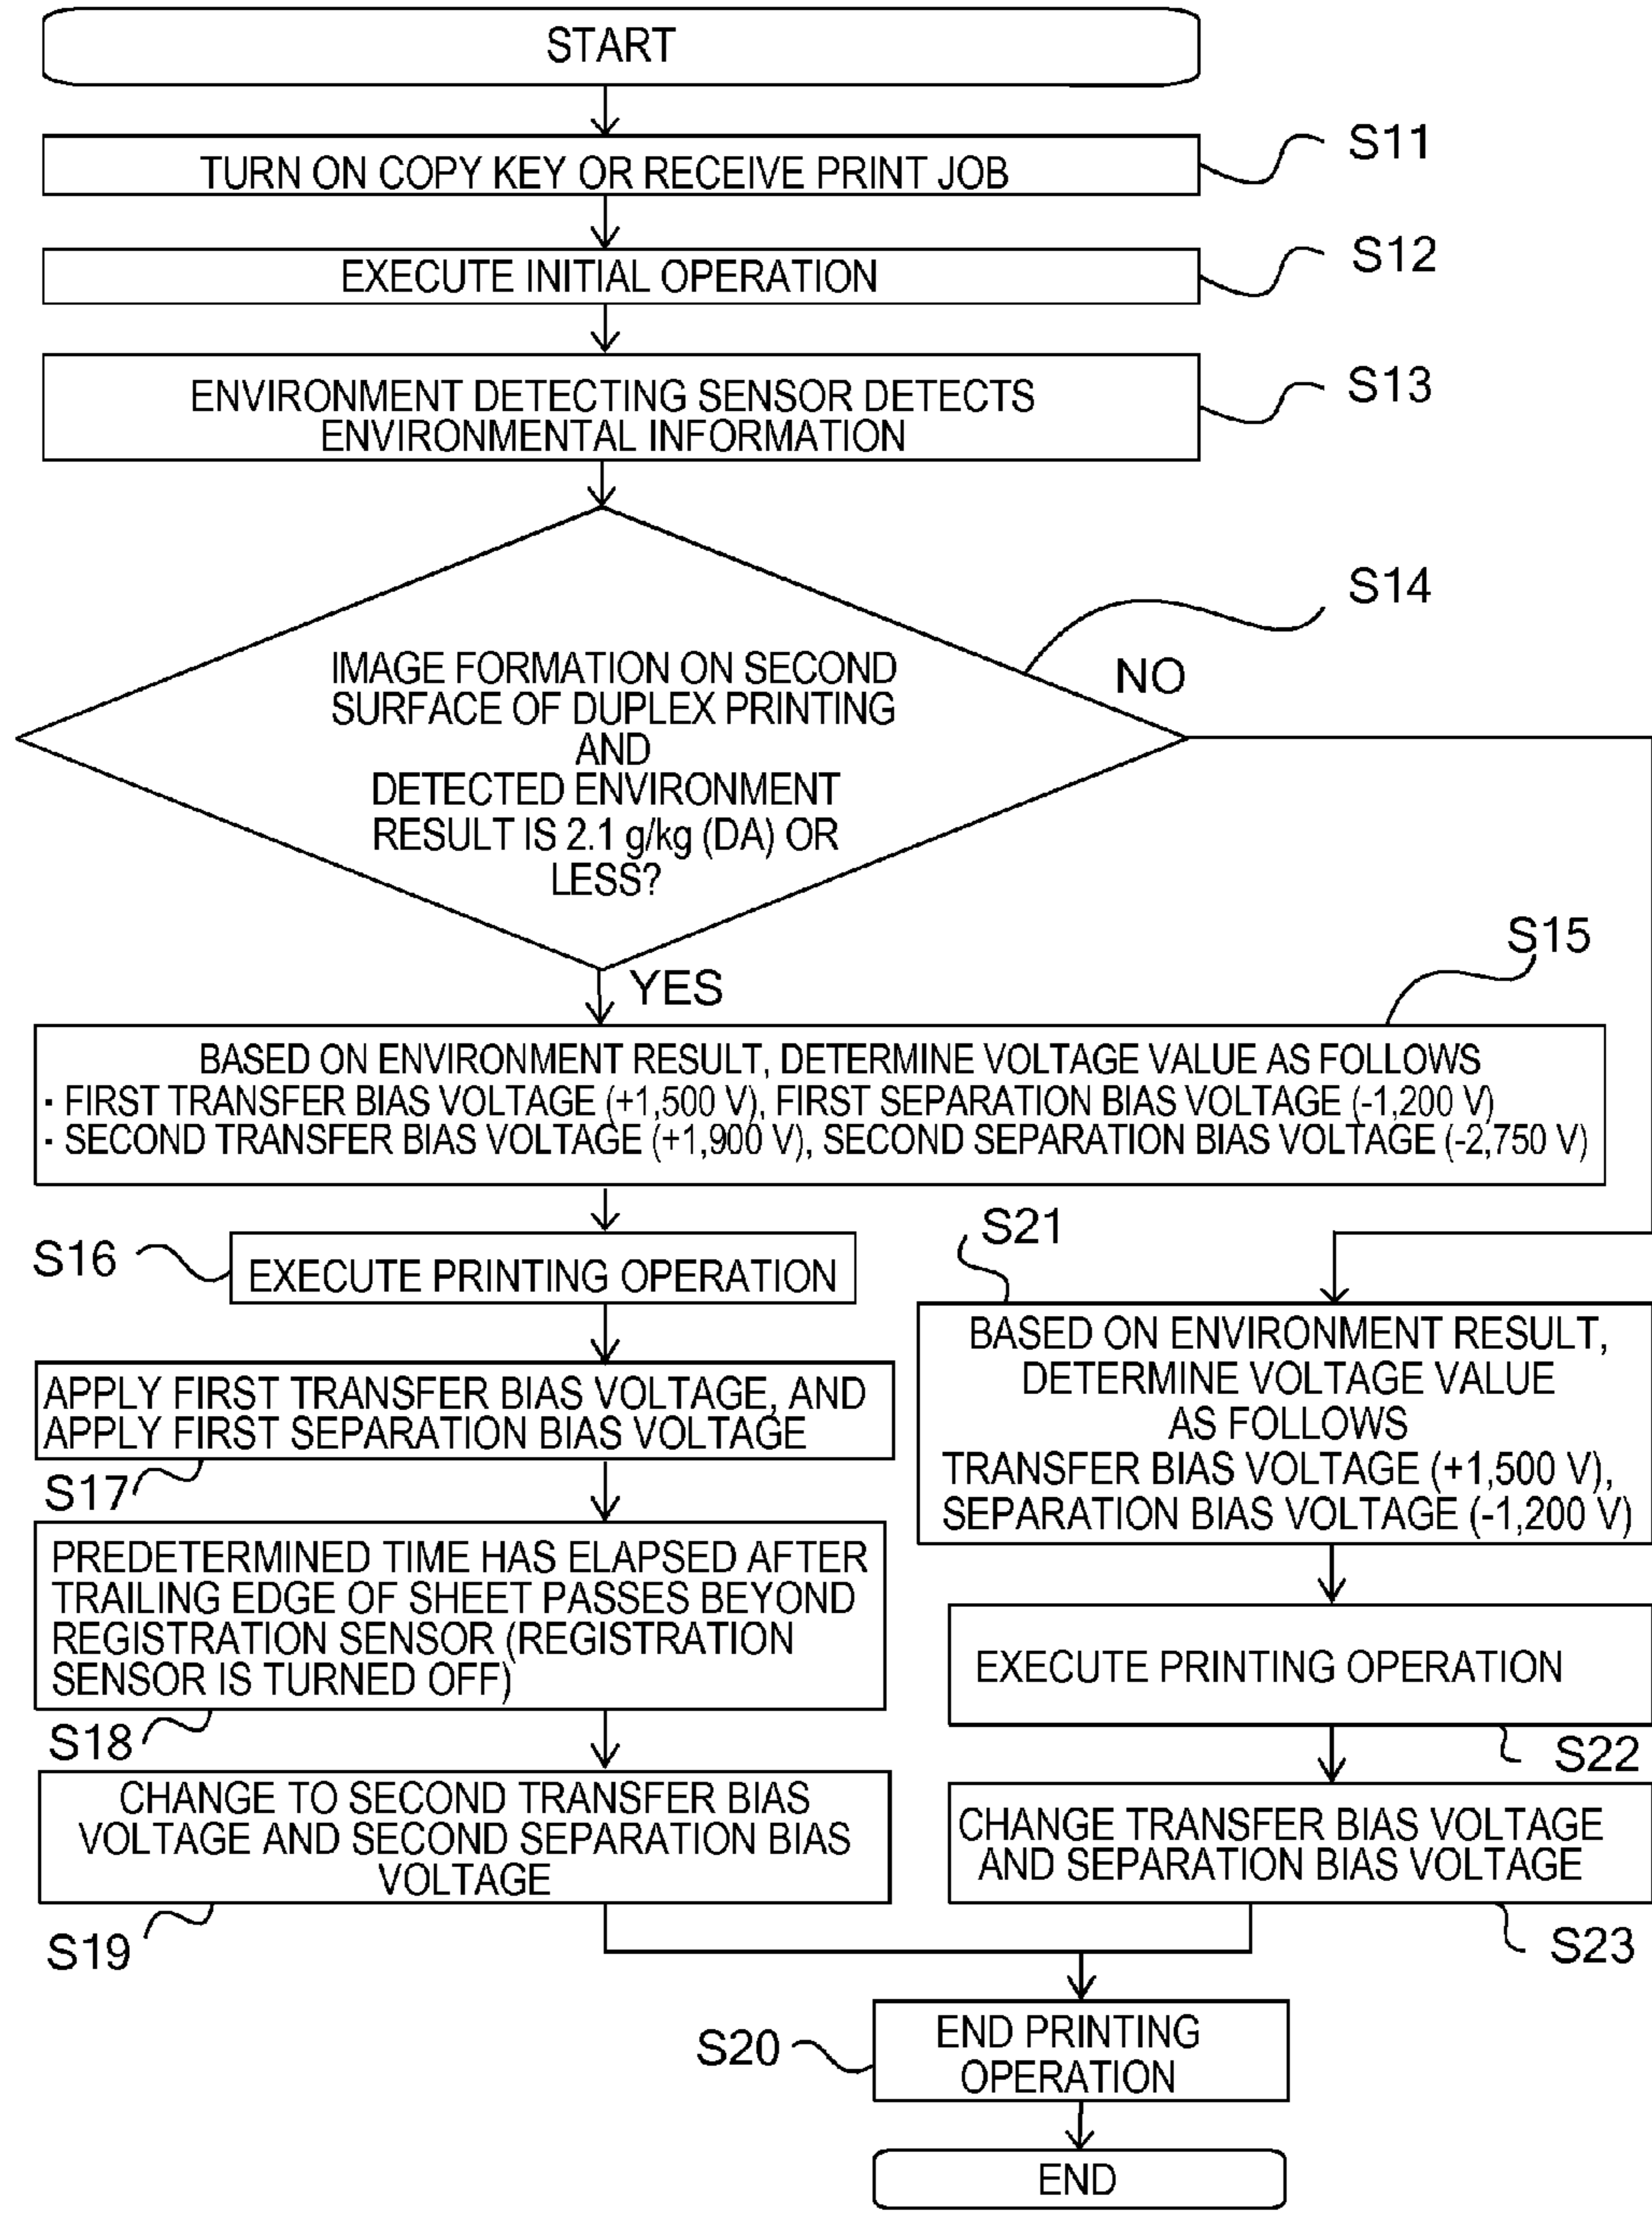 START
TURN ON COPY KEY OR RECEIVE PRINT JOB
S11
EXECUTE INITIAL OPERATION
S12
ENVIRONMENT DETECTING SENSOR DETECTS
ENVIRONMENTAL INFORMATION
S13
IMAGE FORMATION ON SECOND
SURFACE OF DUPLEX PRINTING
AND
DETECTED ENVIRONMENT
RESULT IS 2.1 g/kg (DA) OR
LESS?
S14
NO
YES
S15
BASED ON ENVIRONMENT RESULT, DETERMINE VOLTAGE VALUE AS FOLLOWS
· FIRST TRANSFER BIAS VOLTAGE (+1,500 V), FIRST SEPARATION BIAS VOLTAGE (-1,200 V)
· SECOND TRANSFER BIAS VOLTAGE (+1,900 V), SECOND SEPARATION BIAS VOLTAGE (-2,750 V)
S16
EXECUTE PRINTING OPERATION
APPLY FIRST TRANSFER BIAS VOLTAGE, AND
APPLY FIRST SEPARATION BIAS VOLTAGE
S17
PREDETERMINED TIME HAS ELAPSED AFTER
TRAILING EDGE OF SHEET PASSES BEYOND
REGISTRATION SENSOR (REGISTRATION
SENSOR IS TURNED OFF)
S18
CHANGE TO SECOND TRANSFER BIAS
VOLTAGE AND SECOND SEPARATION BIAS
VOLTAGE
S19
S21
BASED ON ENVIRONMENT RESULT,
DETERMINE VOLTAGE VALUE
AS FOLLOWS
TRANSFER BIAS VOLTAGE (+1,500 V),
SEPARATION BIAS VOLTAGE (-1,200 V)
EXECUTE PRINTING OPERATION
S22
CHANGE TRANSFER BIAS VOLTAGE
AND SEPARATION BIAS VOLTAGE
S23
S20
END PRINTING
OPERATION
END